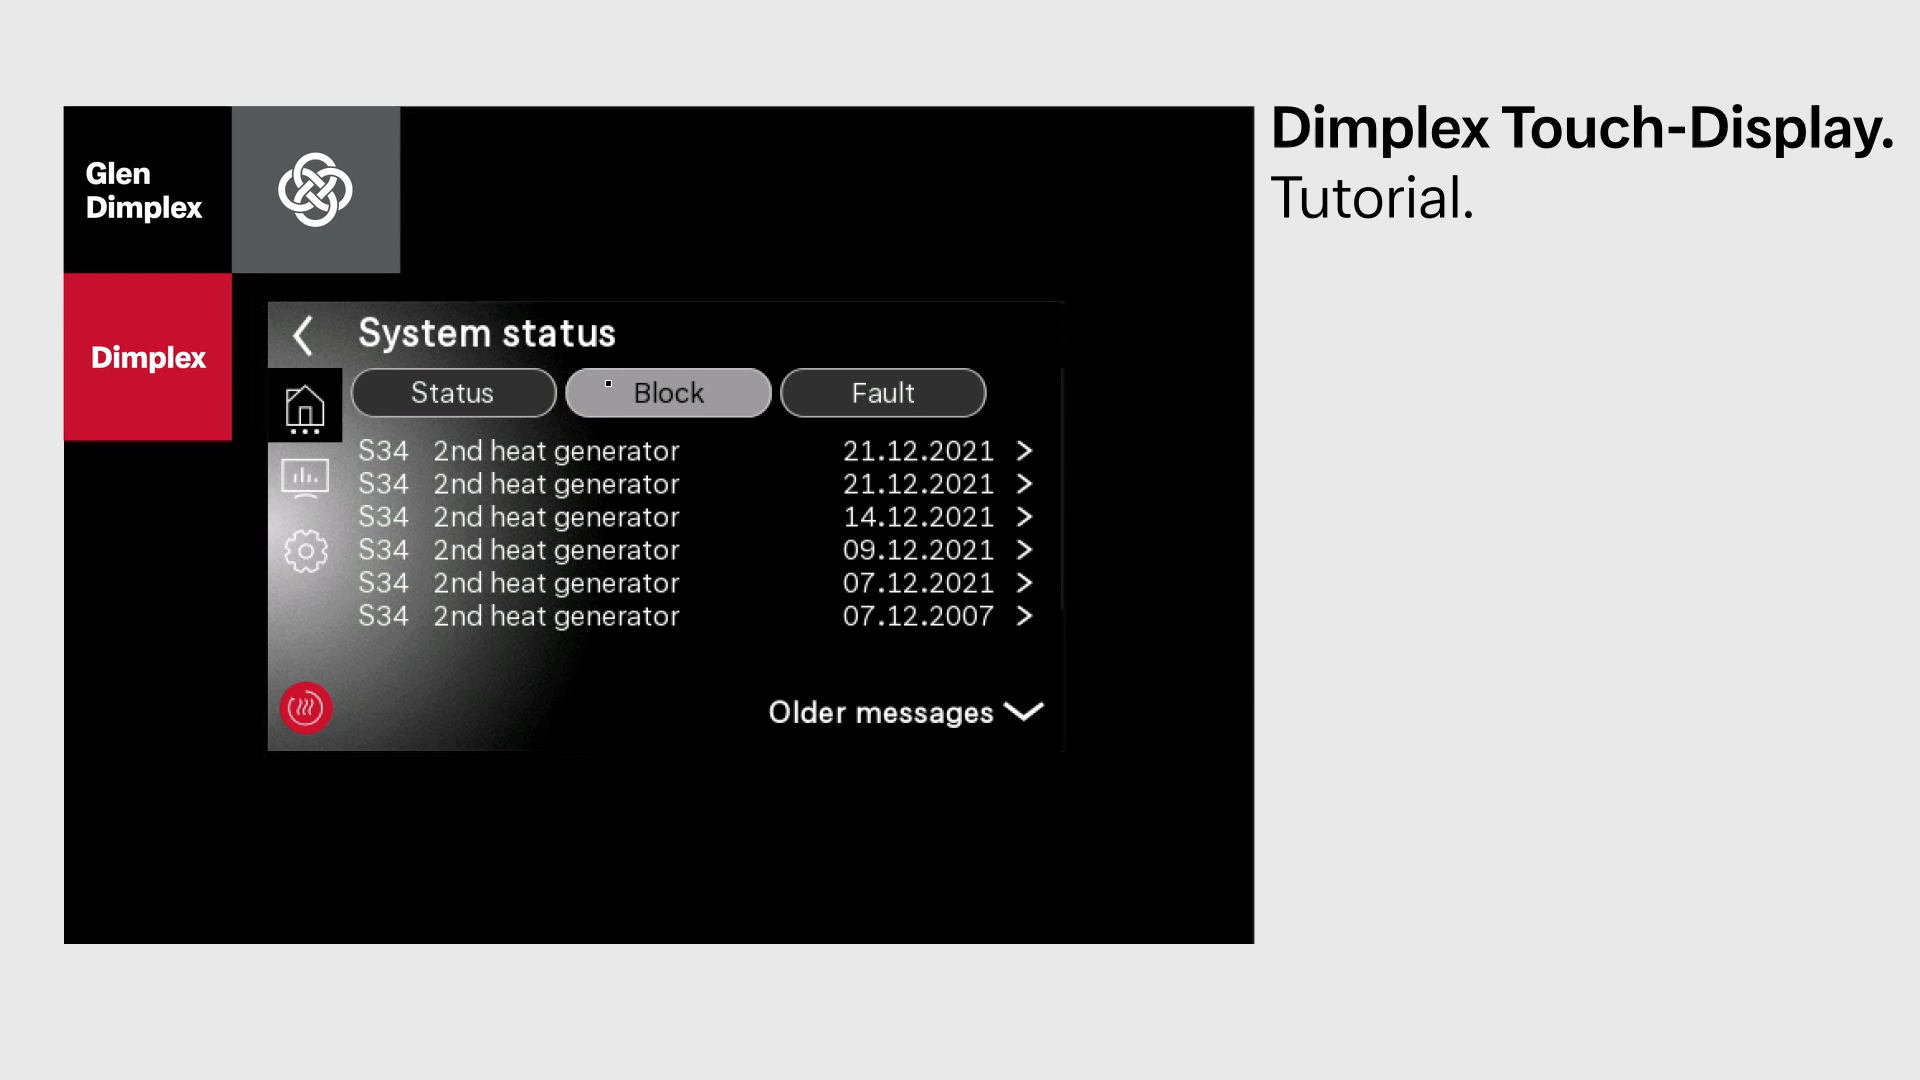 Dimplex Touch-Display.
Tutorial.
Glen
Dimplex
Dimplex
System status
Status
Block
Fault
S34 2nd heat generator 21.12.2021 >
S34 2nd heat generator 21.12.2021 >
S34 2nd heat generator 14.12.2021 >
S34 2nd heat generator 09.12.2021 >
S34 2nd heat generator 07.12.2021 >
S34 2nd heat generator 07.12.2007 >
Older messages